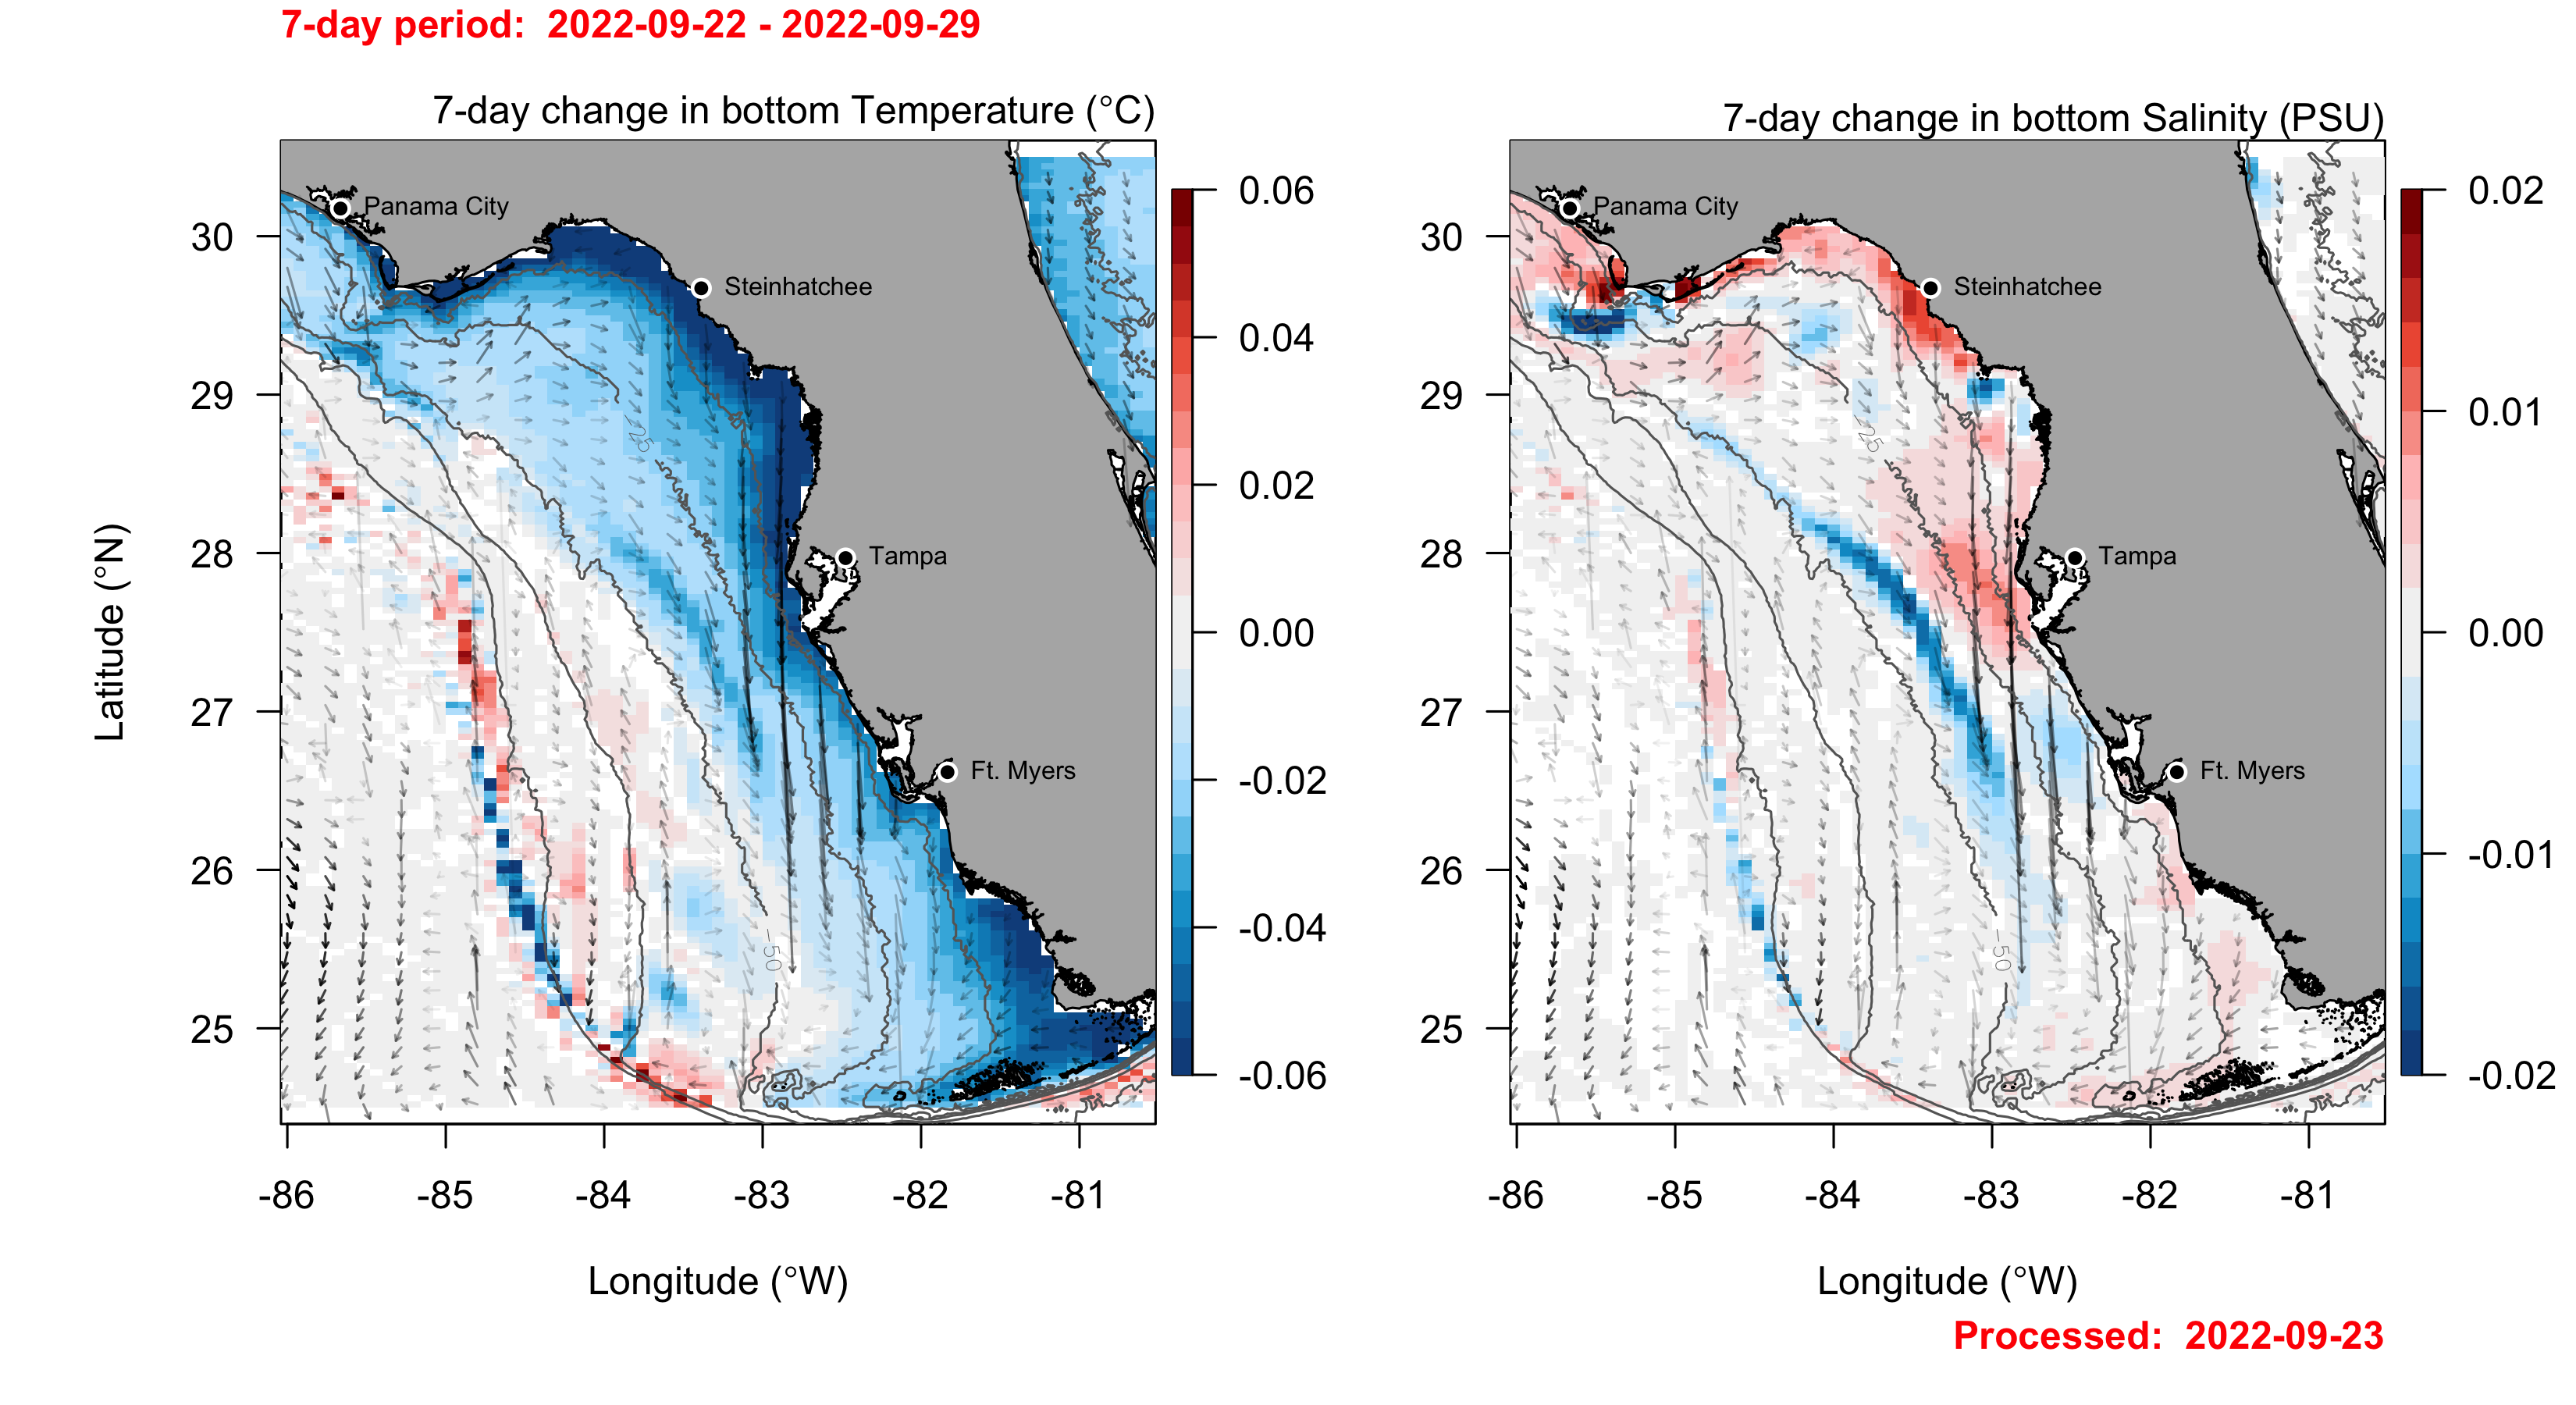 7-day period:  2022-09-22 - 2022-09-29
7-day change in bottom Temperature (°C)
Panama City
Steinhatchee
Tampa
Ft. Myers
-25
-50
30
29
28
27
26
25
Latitude (°N)
-86 -85 -84 -83 -82 -81
Longitude (°W)
0.06
0.04
0.02
0.00
-0.02
-0.04
-0.06
7-day change in bottom Salinity (PSU)
Panama City
Steinhatchee
Tampa
Ft. Myers
-25
-50
30
29
28
27
26
25
-86 -85 -84 -83 -82 -81
Longitude (°W)
0.02
0.01
0.00
-0.01
-0.02
Processed:  2022-09-23